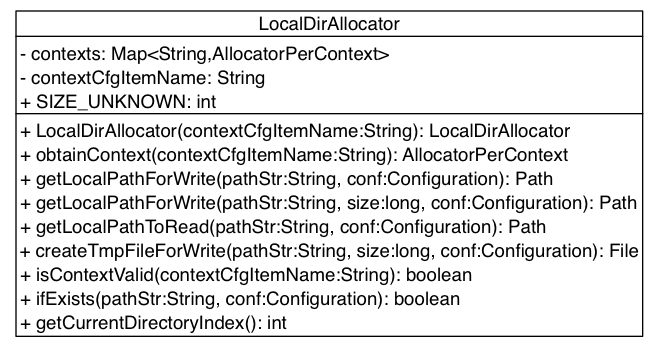 LocalDirAllocator
- contexts: Map<String,AllocatorPerContext>
- contextCfgItemName: String
+ SIZE_UNKNOWN: int
+ LocalDirAllocator(contextCfgItemName:String): LocalDirAllocator
+ obtainContext(contextCfgItemName:String): AllocatorPerContext
+ getLocalPathForWrite(pathStr:String, conf:Configuration): Path
+ getLocalPathForWrite(pathStr:String, size:long, conf:Configuration): Path
+ getLocalPathToRead(pathStr:String, conf:Configuration): Path
+ createTmpFileForWrite(pathStr:String, size:long, conf:Configuration): File
+ isContextValid(contextCfgItemName:String): boolean
+ ifExists(pathStr:String, conf:Configuration): boolean
+ getCurrentDirectoryIndex(): int